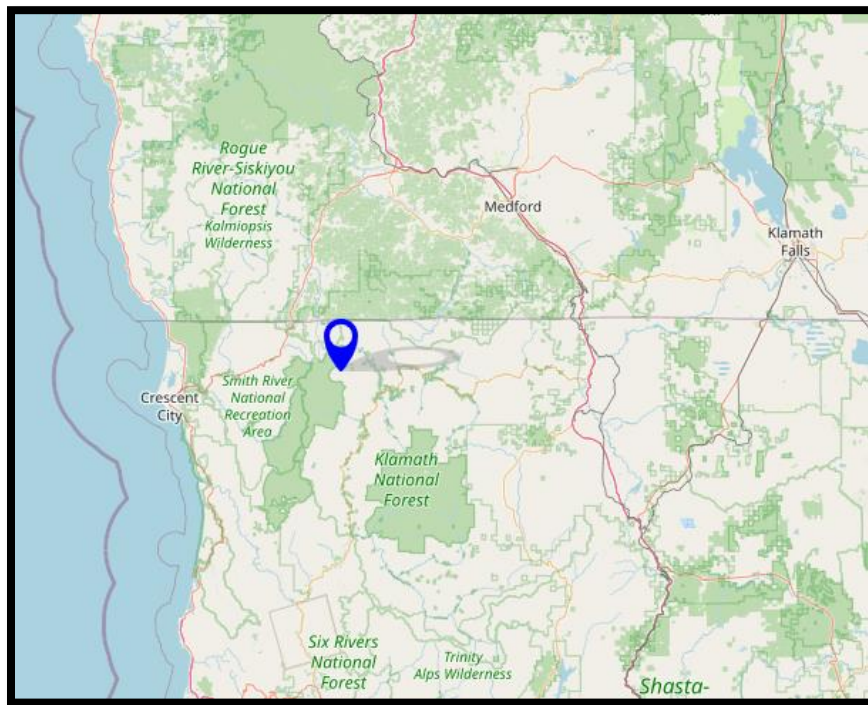 Rogue
River-Siskiyou
National
Forest
Kalmiopsis
Wilderness
Medford
Klamath
Falls
Smith River
National
Recreation
Area
Crescent
City
Klamath
National
Forest
Six Rivers
National
Forest
Trinity
Alps Wilderness
Shasta-